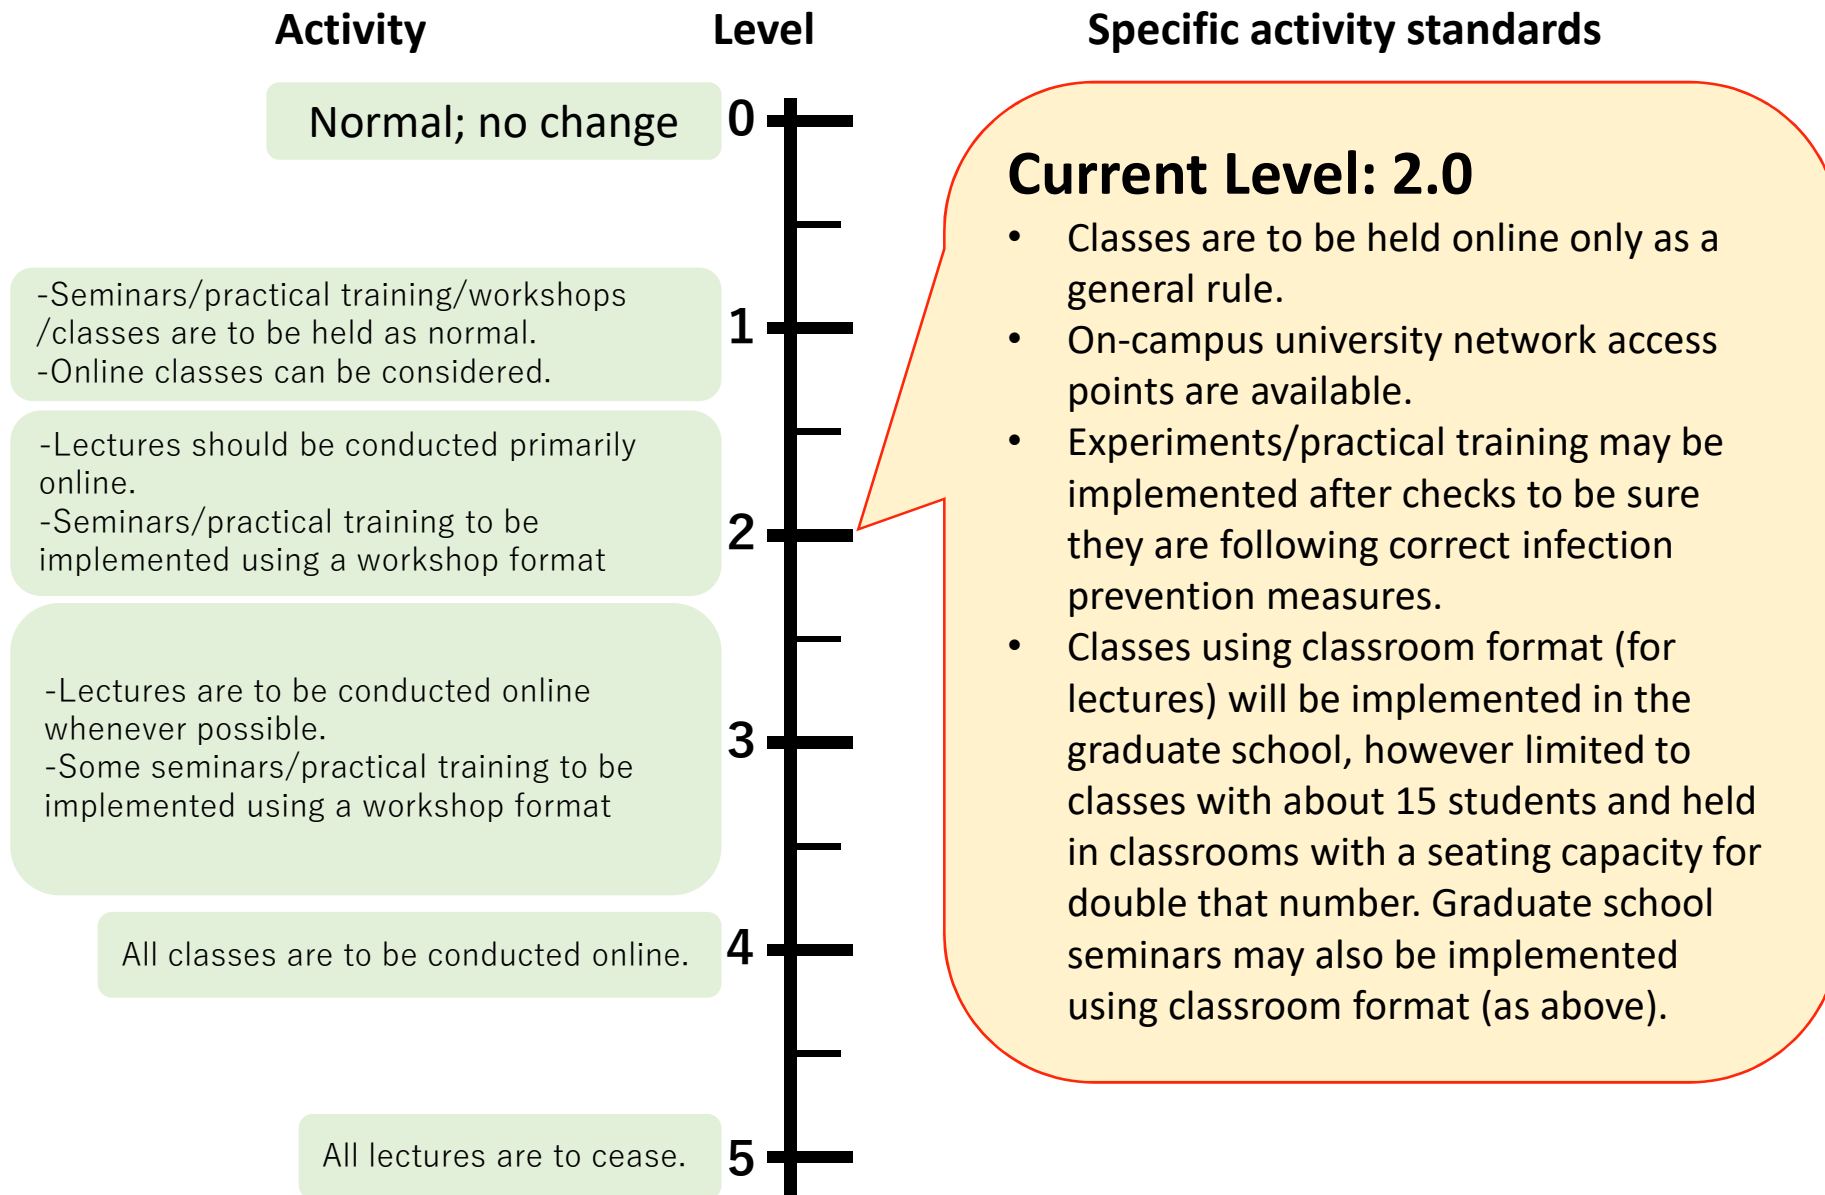 Activity
Level
Specific activity standards
Normal; no change
0
-Seminars/practical training/workshops
/classes are to be held as normal.
-Online classes can be considered.
1
-Lectures should be conducted primarily
online.
-Seminars/practical training to be
implemented using a workshop format
2
-Lectures are to be conducted online
whenever possible.
-Some seminars/practical training to be
implemented using a workshop format
3
All classes are to be conducted online.
4
All lectures are to cease.
5
Current Level: 2.0
• Classes are to be held online only as a
general rule.
• On-campus university network access
points are available.
• Experiments/practical training may be
implemented after checks to be sure
they are following correct infection
prevention measures.
• Classes using classroom format (for
lectures) will be implemented in the
graduate school, however limited to
classes with about 15 students and held
in classrooms with a seating capacity for
double that number. Graduate school
seminars may also be implemented
using classroom format (as above).